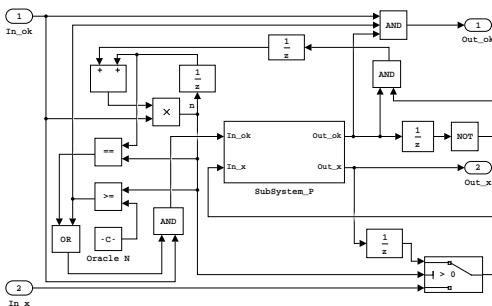 1
In_ok
AND
1
Out_ok
1
z
+ +
1
z
AND
n
×
In_ok
Out_ok
1
z
NOT
==
In_x
Out_x
2
Out_x
SubSystem_P
>=
AND
OR
-C-
Oracle N
1
z
> 0
2
In x